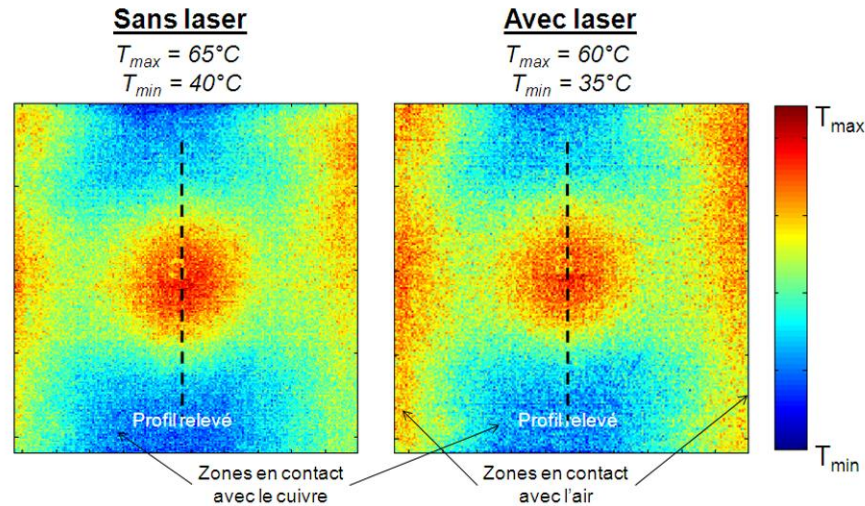 Sans laser
Tmax = 65°C
Tmin = 40°C
Avec laser
Tmax = 60°C
Tmin = 35°C
Tmax
Profil relevé
Profil relevé
Tmin
Zones en contact
avec le cuivre
Zones en contact
avec l'air